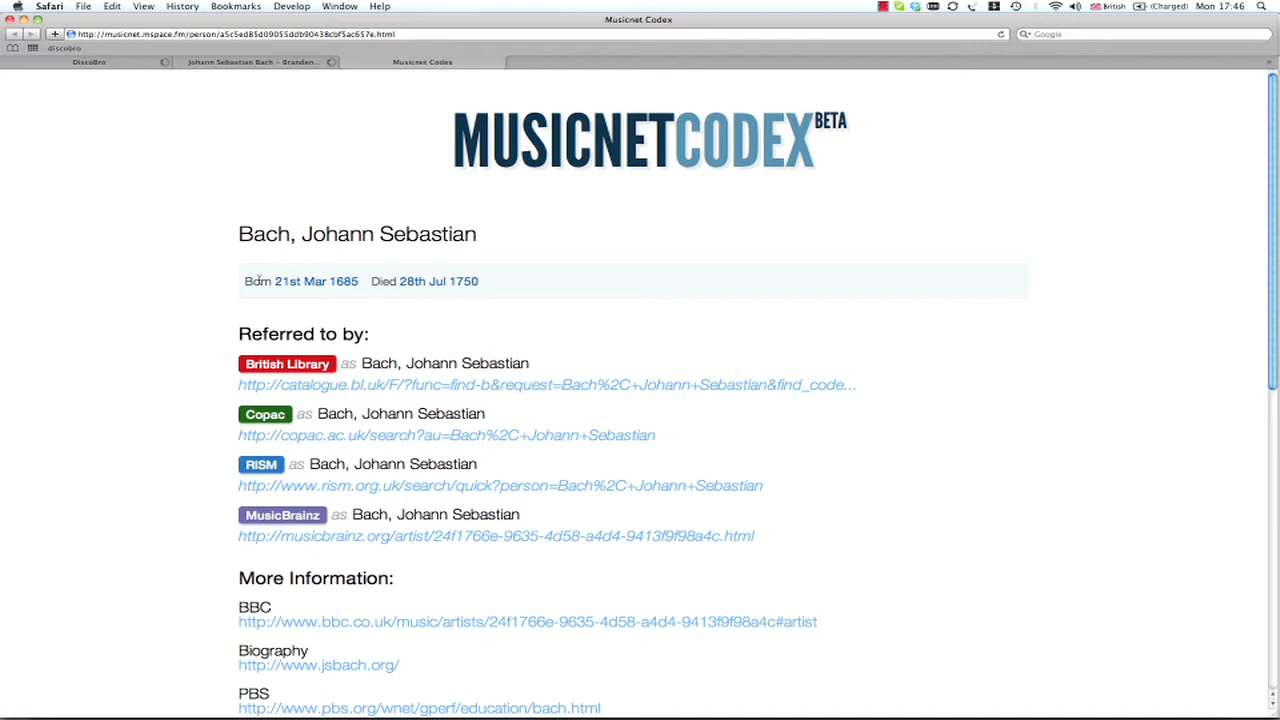 Safari File Edit View History Bookmarks Develop Window Help British (Charged) Mon 17:46
Musicnet Codex
http://musicnet.mspace.fm/person/a5c5ed85d09055ddb90438cbf5ac657e.html Google
discobro
DiscoBro Johann Sebastian Bach – Branden... Musicnet Codex
MUSICNETCODEX BETA
Bach, Johann Sebastian
Born 21st Mar 1685 Died 28th Jul 1750
Referred to by:
British Library as Bach, Johann Sebastian
http://catalogue.bl.uk/F/?func=find-b&request=Bach%2C+Johann+Sebastian&find_code...
Copac as Bach, Johann Sebastian
http://copac.ac.uk/search?au=Bach%2C+Johann+Sebastian
RISM as Bach, Johann Sebastian
http://www.rism.org.uk/search/quick?person=Bach%2C+Johann+Sebastian
MusicBrainz as Bach, Johann Sebastian
http://musicbrainz.org/artist/24f1766e-9635-4d58-a4d4-9413f9f98a4c.html
More Information:
BBC
http://www.bbc.co.uk/music/artists/24f1766e-9635-4d58-a4d4-9413f9f98a4c#artist
Biography
http://www.jsbach.org/
PBS
http://www.pbs.org/wnet/gperf/education/bach.html